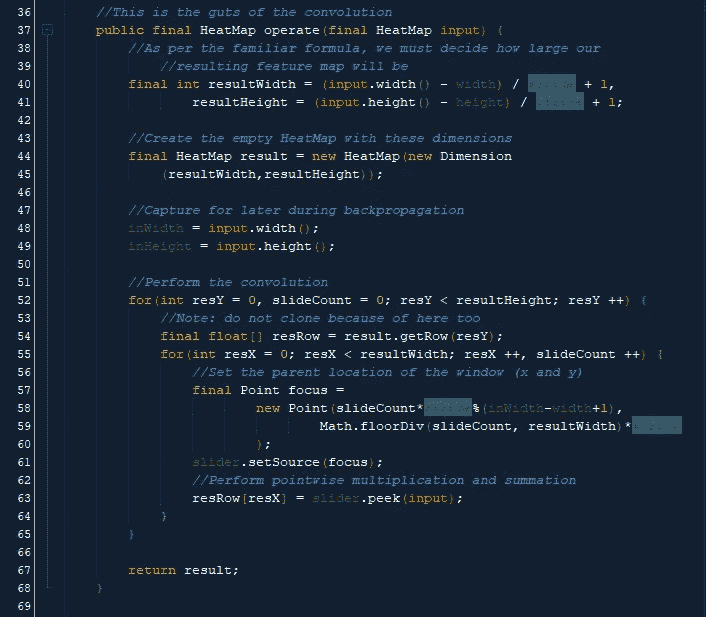 36 //This is the guts of the convolution
37 public final HeatMap operate(final HeatMap input) {
38 //As per the familiar formula, we must decide how large our
39 //resulting feature map will be
40 final int resultWidth = (input.width() - width) / + 1,
41 resultHeight = (input.height() - height) / + 1;
42
43 //Create the empty HeatMap with these dimensions
44 final HeatMap result = new HeatMap(new Dimension
45 (resultWidth,resultHeight));
46
47 //Capture for later during backpropagation
48 inWidth = input.width();
49 inHeight = input.height();
50
51 //Perform the convolution
52 for(int resY = 0, slideCount = 0; resY < resultHeight; resY ++) {
53 //Note: do not clone because of here too
54 final float[] resRow = result.getRow(resY);
55 for(int resX = 0; resX < resultWidth; resX ++, slideCount ++) {
56 //Set the parent location of the window (x and y)
57 final Point focus =
58 new Point(slideCount* %(inWidth-width+1),
59 Math.floorDiv(slideCount, resultWidth)*
60 );
61 slider.setSource(focus);
62 //Perform pointwise multiplication and summation
63 resRow[resX] = slider.peek(input);
64 }
65 }
66
67 return result;
68 }
69